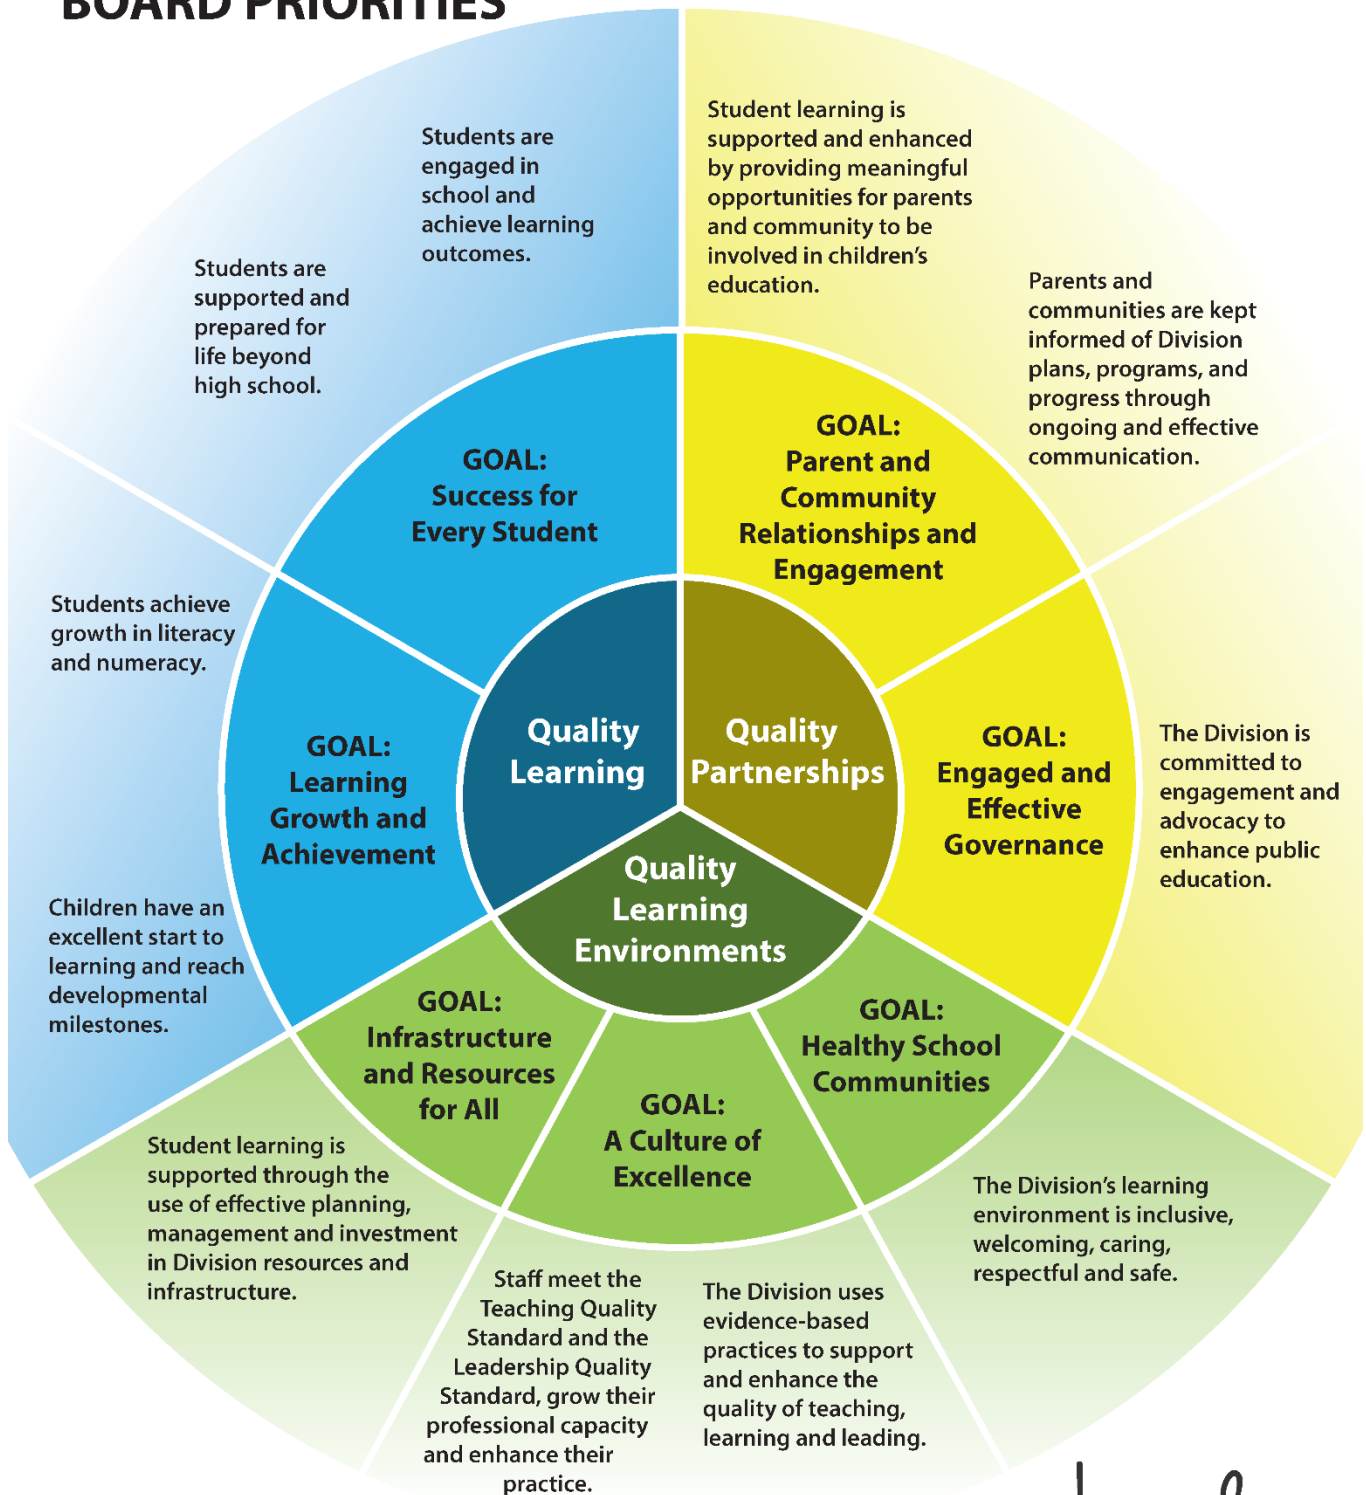 BOARD PRIORITIES
Students are
engaged in
school and
achieve learning
outcomes.
Students are
supported and
prepared for
life beyond
high school.
Student learning is
supported and enhanced
by providing meaningful
opportunities for parents
and community to be
involved in children's
education.
Parents and
communities are kept
informed of Division
plans, programs, and
progress through
ongoing and effective
communication.
GOAL:
Success for
Every Student
GOAL:
Parent and
Community
Relationships and
Engagement
Students achieve
growth in literacy
and numeracy.
GOAL:
Learning
Growth and
Achievement
Quality
Learning
Quality
Partnerships
GOAL:
Engaged and
Effective
Governance
The Division is
committed to
engagement and
advocacy to
enhance public
education.
Quality
Learning
Environments
Children have an
excellent start to
learning and reach
developmental
milestones.
GOAL:
Infrastructure
and Resources
for All
GOAL:
A Culture of
Excellence
GOAL:
Healthy School
Communities
Student learning is
supported through the
use of effective planning,
management and investment
in Division resources and
infrastructure.
Staff meet the
Teaching Quality
Standard and the
Leadership Quality
Standard, grow their
professional capacity
and enhance their
practice.
The Division uses
evidence-based
practices to support
and enhance the
quality of teaching,
learning and leading.
The Division's learning
environment is inclusive,
welcoming, caring,
respectful and safe.